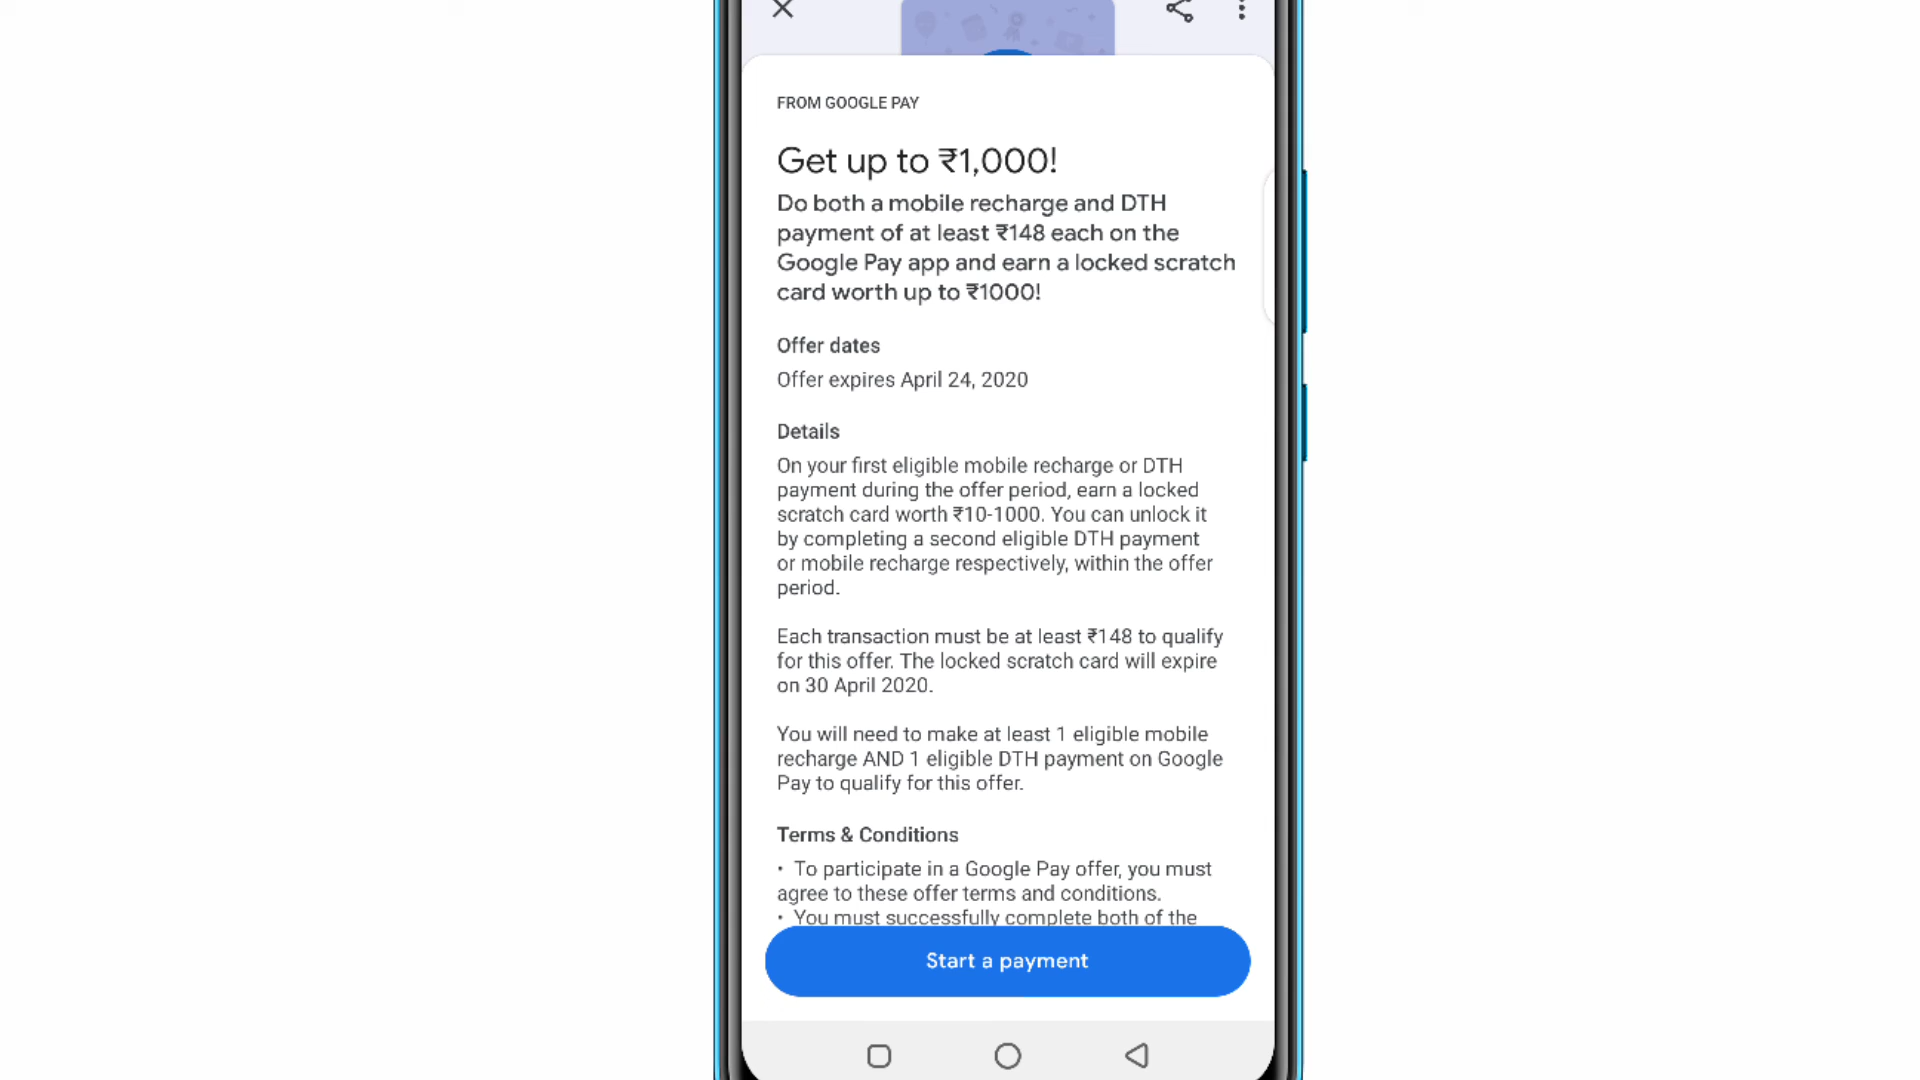 FROM GOOGLE PAY
Get up to ₹1,000!
Do both a mobile recharge and DTH
payment of at least ₹148 each on the
Google Pay app and earn a locked scratch
card worth up to ₹1000!
Offer dates
Offer expires April 24, 2020
Details
On your first eligible mobile recharge or DTH
payment during the offer period, earn a locked
scratch card worth ₹10-1000. You can unlock it
by completing a second eligible DTH payment
or mobile recharge respectively, within the offer
period.
Each transaction must be at least ₹148 to qualify
for this offer. The locked scratch card will expire
on 30 April 2020.
You will need to make at least 1 eligible mobile
recharge AND 1 eligible DTH payment on Google
Pay to qualify for this offer.
Terms & Conditions
• To participate in a Google Pay offer, you must
agree to these offer terms and conditions.
• You must successfully complete both of the
Start a payment